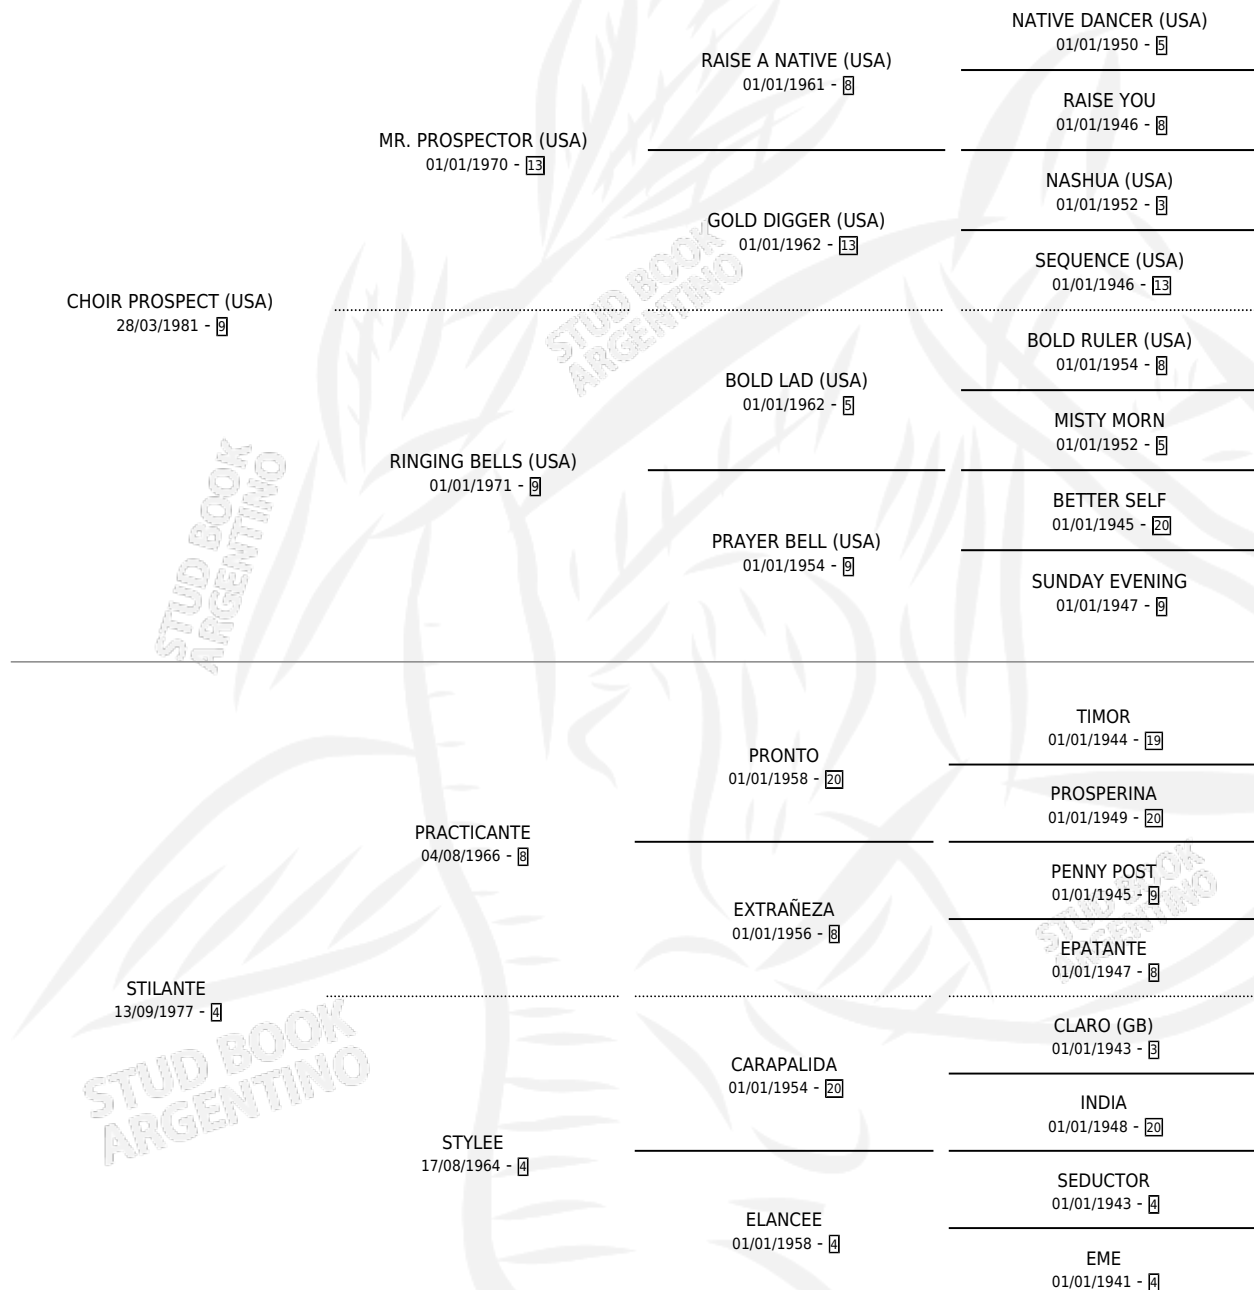 NATIVE DANCER (USA)
01/01/1950 - 5
RAISE A NATIVE (USA)
01/01/1961 - 8
RAISE YOU
01/01/1946 - 8
MR. PROSPECTOR (USA)
01/01/1970 - 13
NASHUA (USA)
01/01/1952 - 3
GOLD DIGGER (USA)
01/01/1962 - 13
SEQUENCE (USA)
01/01/1946 - 13
CHOIR PROSPECT (USA)
28/03/1981 - 9
BOLD RULER (USA)
01/01/1954 - 8
BOLD LAD (USA)
01/01/1962 - 5
MISTY MORN
01/01/1952 - 5
RINGING BELLS (USA)
01/01/1971 - 9
BETTER SELF
01/01/1945 - 20
PRAYER BELL (USA)
01/01/1954 - 9
SUNDAY EVENING
01/01/1947 - 9
TIMOR
01/01/1944 - 19
PRONTO
01/01/1958 - 20
PROSPERINA
01/01/1949 - 20
PRACTICANTE
04/08/1966 - 8
PENNY POST
01/01/1945 - 9
EXTRAÑEZA
01/01/1956 - 8
EPATANTE
01/01/1947 - 8
STILANTE
13/09/1977 - 4
CLARO (GB)
01/01/1943 - 3
CARAPALIDA
01/01/1954 - 20
INDIA
01/01/1948 - 20
STYLEE
17/08/1964 - 4
SEDUCTOR
01/01/1943 - 4
ELANCEE
01/01/1958 - 4
EME
01/01/1941 - 4
STUD BOOK
ARGENTINO
STUD BOOK
ARGENTINO
STUD BOOK
ARGENTINO
STUD BOOK
ARGENTINO